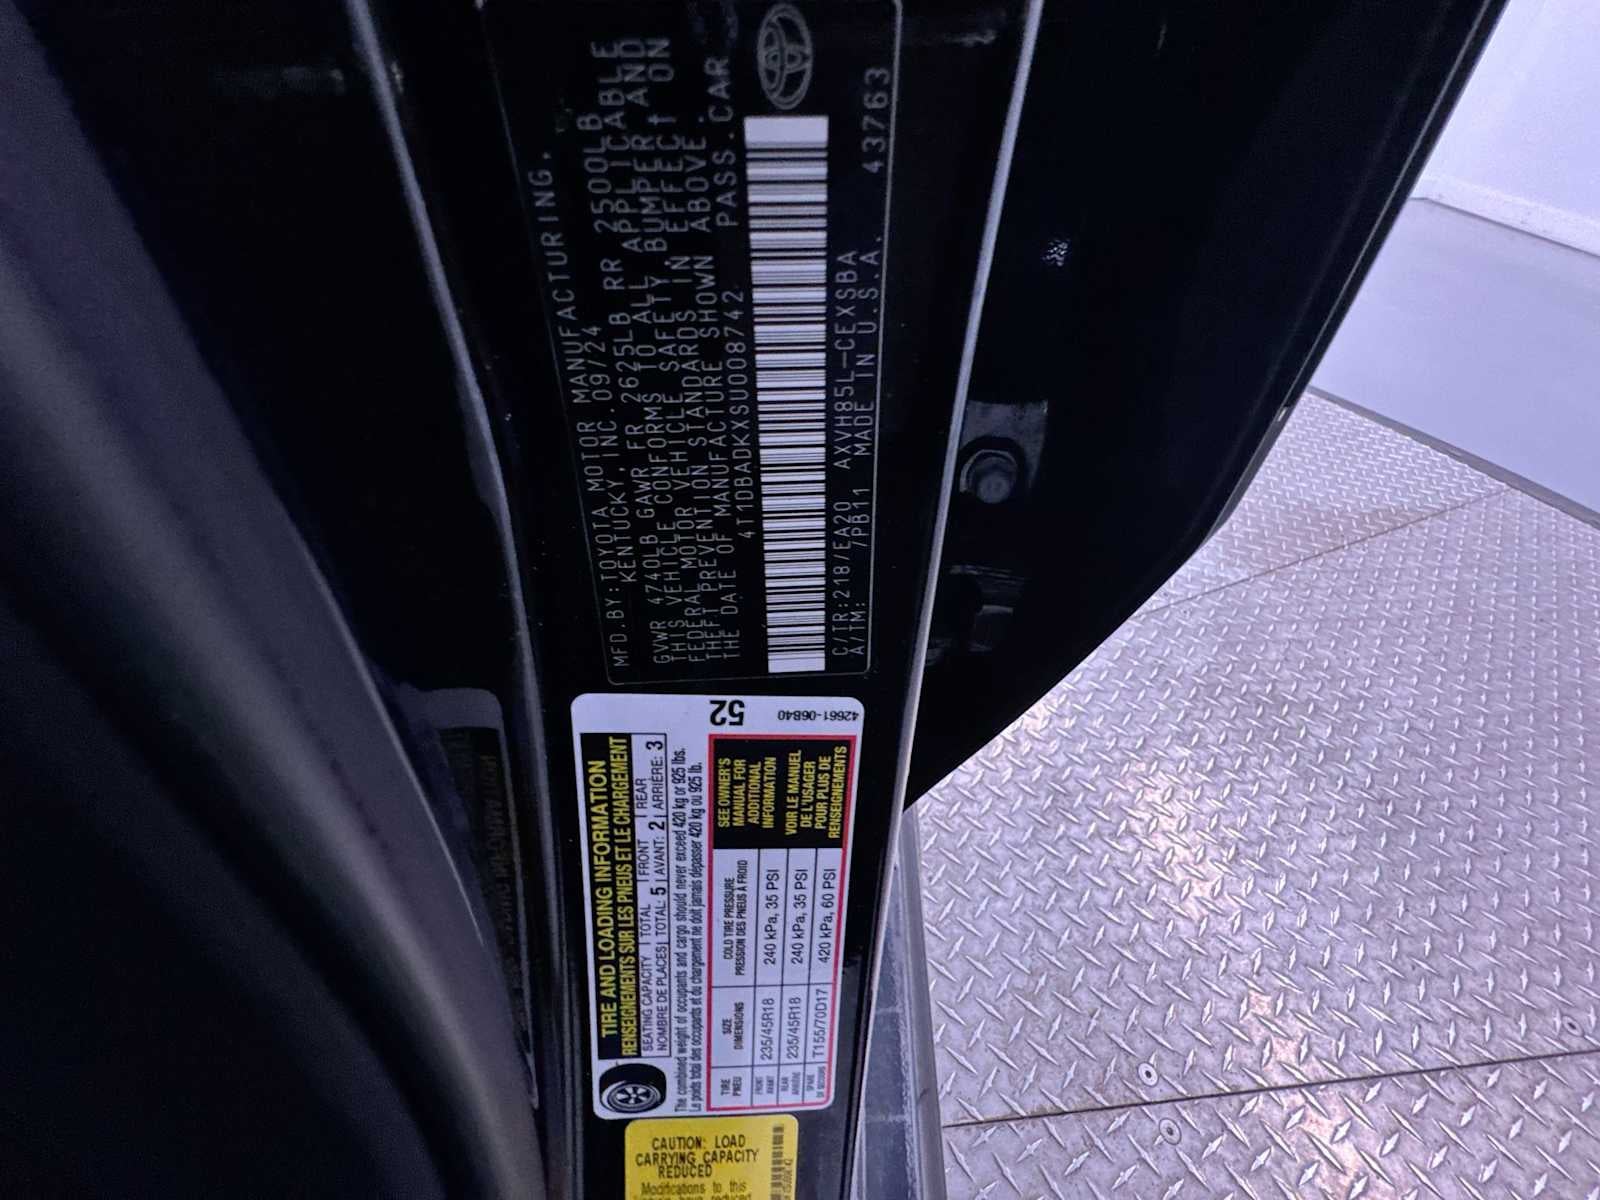 MFD.BY:TOYOTA MOTOR MANUFACTURING,
KENTUCKY, INC. 09/24
GVWR 4740LB GAWR FR 2625LB RR 2500LB
THIS VEHICLE CONFORMS TO ALL APPLICABLE
FEDERAL MOTOR VEHICLE SAFETY, BUMPER, AND
THEFT PREVENTION STANDARDS IN EFFECT ON
THE DATE OF MANUFACTURE SHOWN ABOVE.
4T1DBADKXSU008742 PASS.CAR
C/TR:218/EA20 AXVH85L-CEXSBA 43763
A/TM: /PB11 MADE IN U.S.A.
TIRE AND LOADING INFORMATION
RENSEIGNEMENTS SUR LES PNEUS ET LE CHARGEMENT
52
SEATING CAPACITY TOTAL 5 FRONT 2 REAR 3
NOMBRE DE PLACES TOTAL: AVANT: ARRIÈRE:
The combined weight of occupants and cargo should never exceed 420 kg or 925 lbs.
Le poids total des occupants et du chargement ne doit jamais dépasser 420 kg ou 925 lb.
42661-06B40
TIRE SIZE COLD TIRE PRESSURE
PNEU DIMENSIONS PRESSION DES PNEUS À FROID
FRONT AVANT 235/45R18 240 kPa, 35 PSI
REAR ARRIÈRE 235/45R18 240 kPa, 35 PSI
SPARE DE SECOURS T155/70D17 420 kPa, 60 PSI
SEE OWNER'S
MANUAL FOR
ADDITIONAL
INFORMATION
VOIR LE MANUEL
DE L'USAGER
POUR PLUS DE
RENSEIGNEMENTS
CAUTION: LOAD
CARRYING CAPACITY
REDUCED
Modifications to this
have reduced